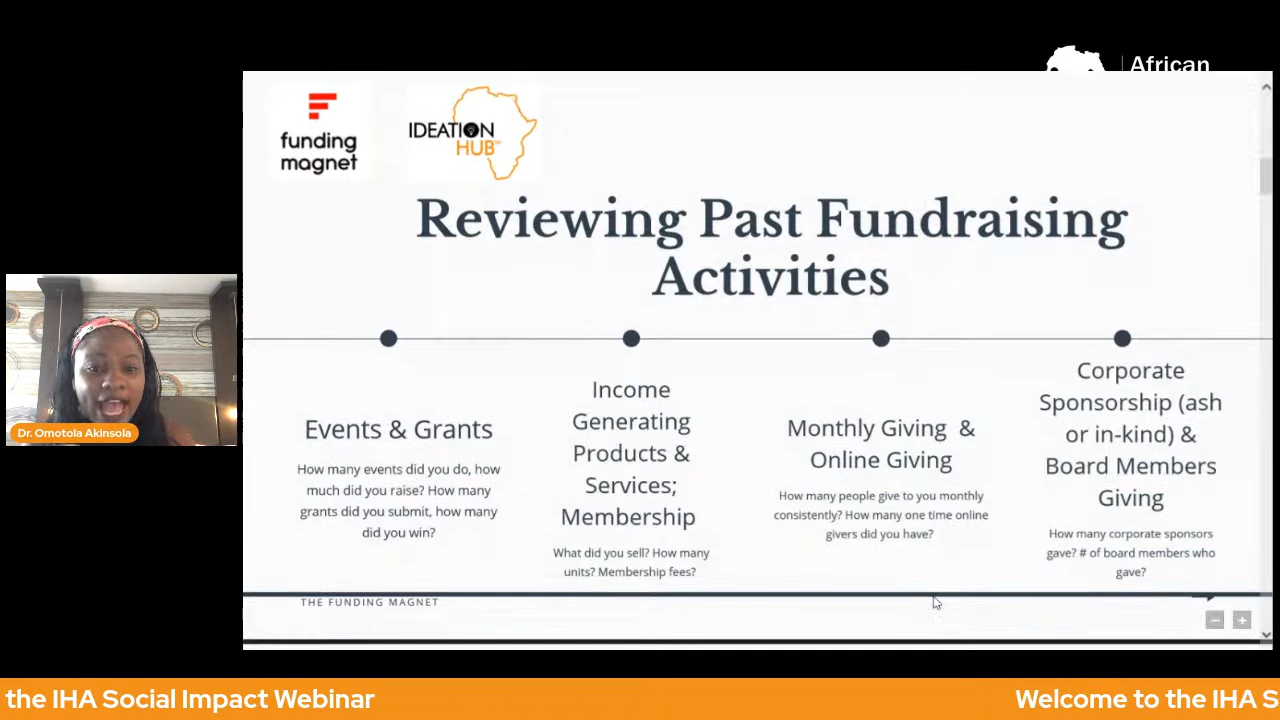 African
funding
magnet
IDEATION
HUB
Reviewing Past Fundraising
Activities
Events & Grants
How many events did you do, how
much did you raise? How many
grants did you submit, how many
did you win?
Income
Generating
Products &
Services;
Membership
What did you sell? How many
units? Membership fees?
Monthly Giving &
Online Giving
How many people give to you monthly
consistently? How many one time online
givers did you have?
Corporate
Sponsorship (ash
or in-kind) &
Board Members
Giving
How many corporate sponsors
gave? # of board members who
gave?
THE FUNDING MAGNET
Dr. Omotola Akinsola
the IHA Social Impact Webinar
Welcome to the IHA S